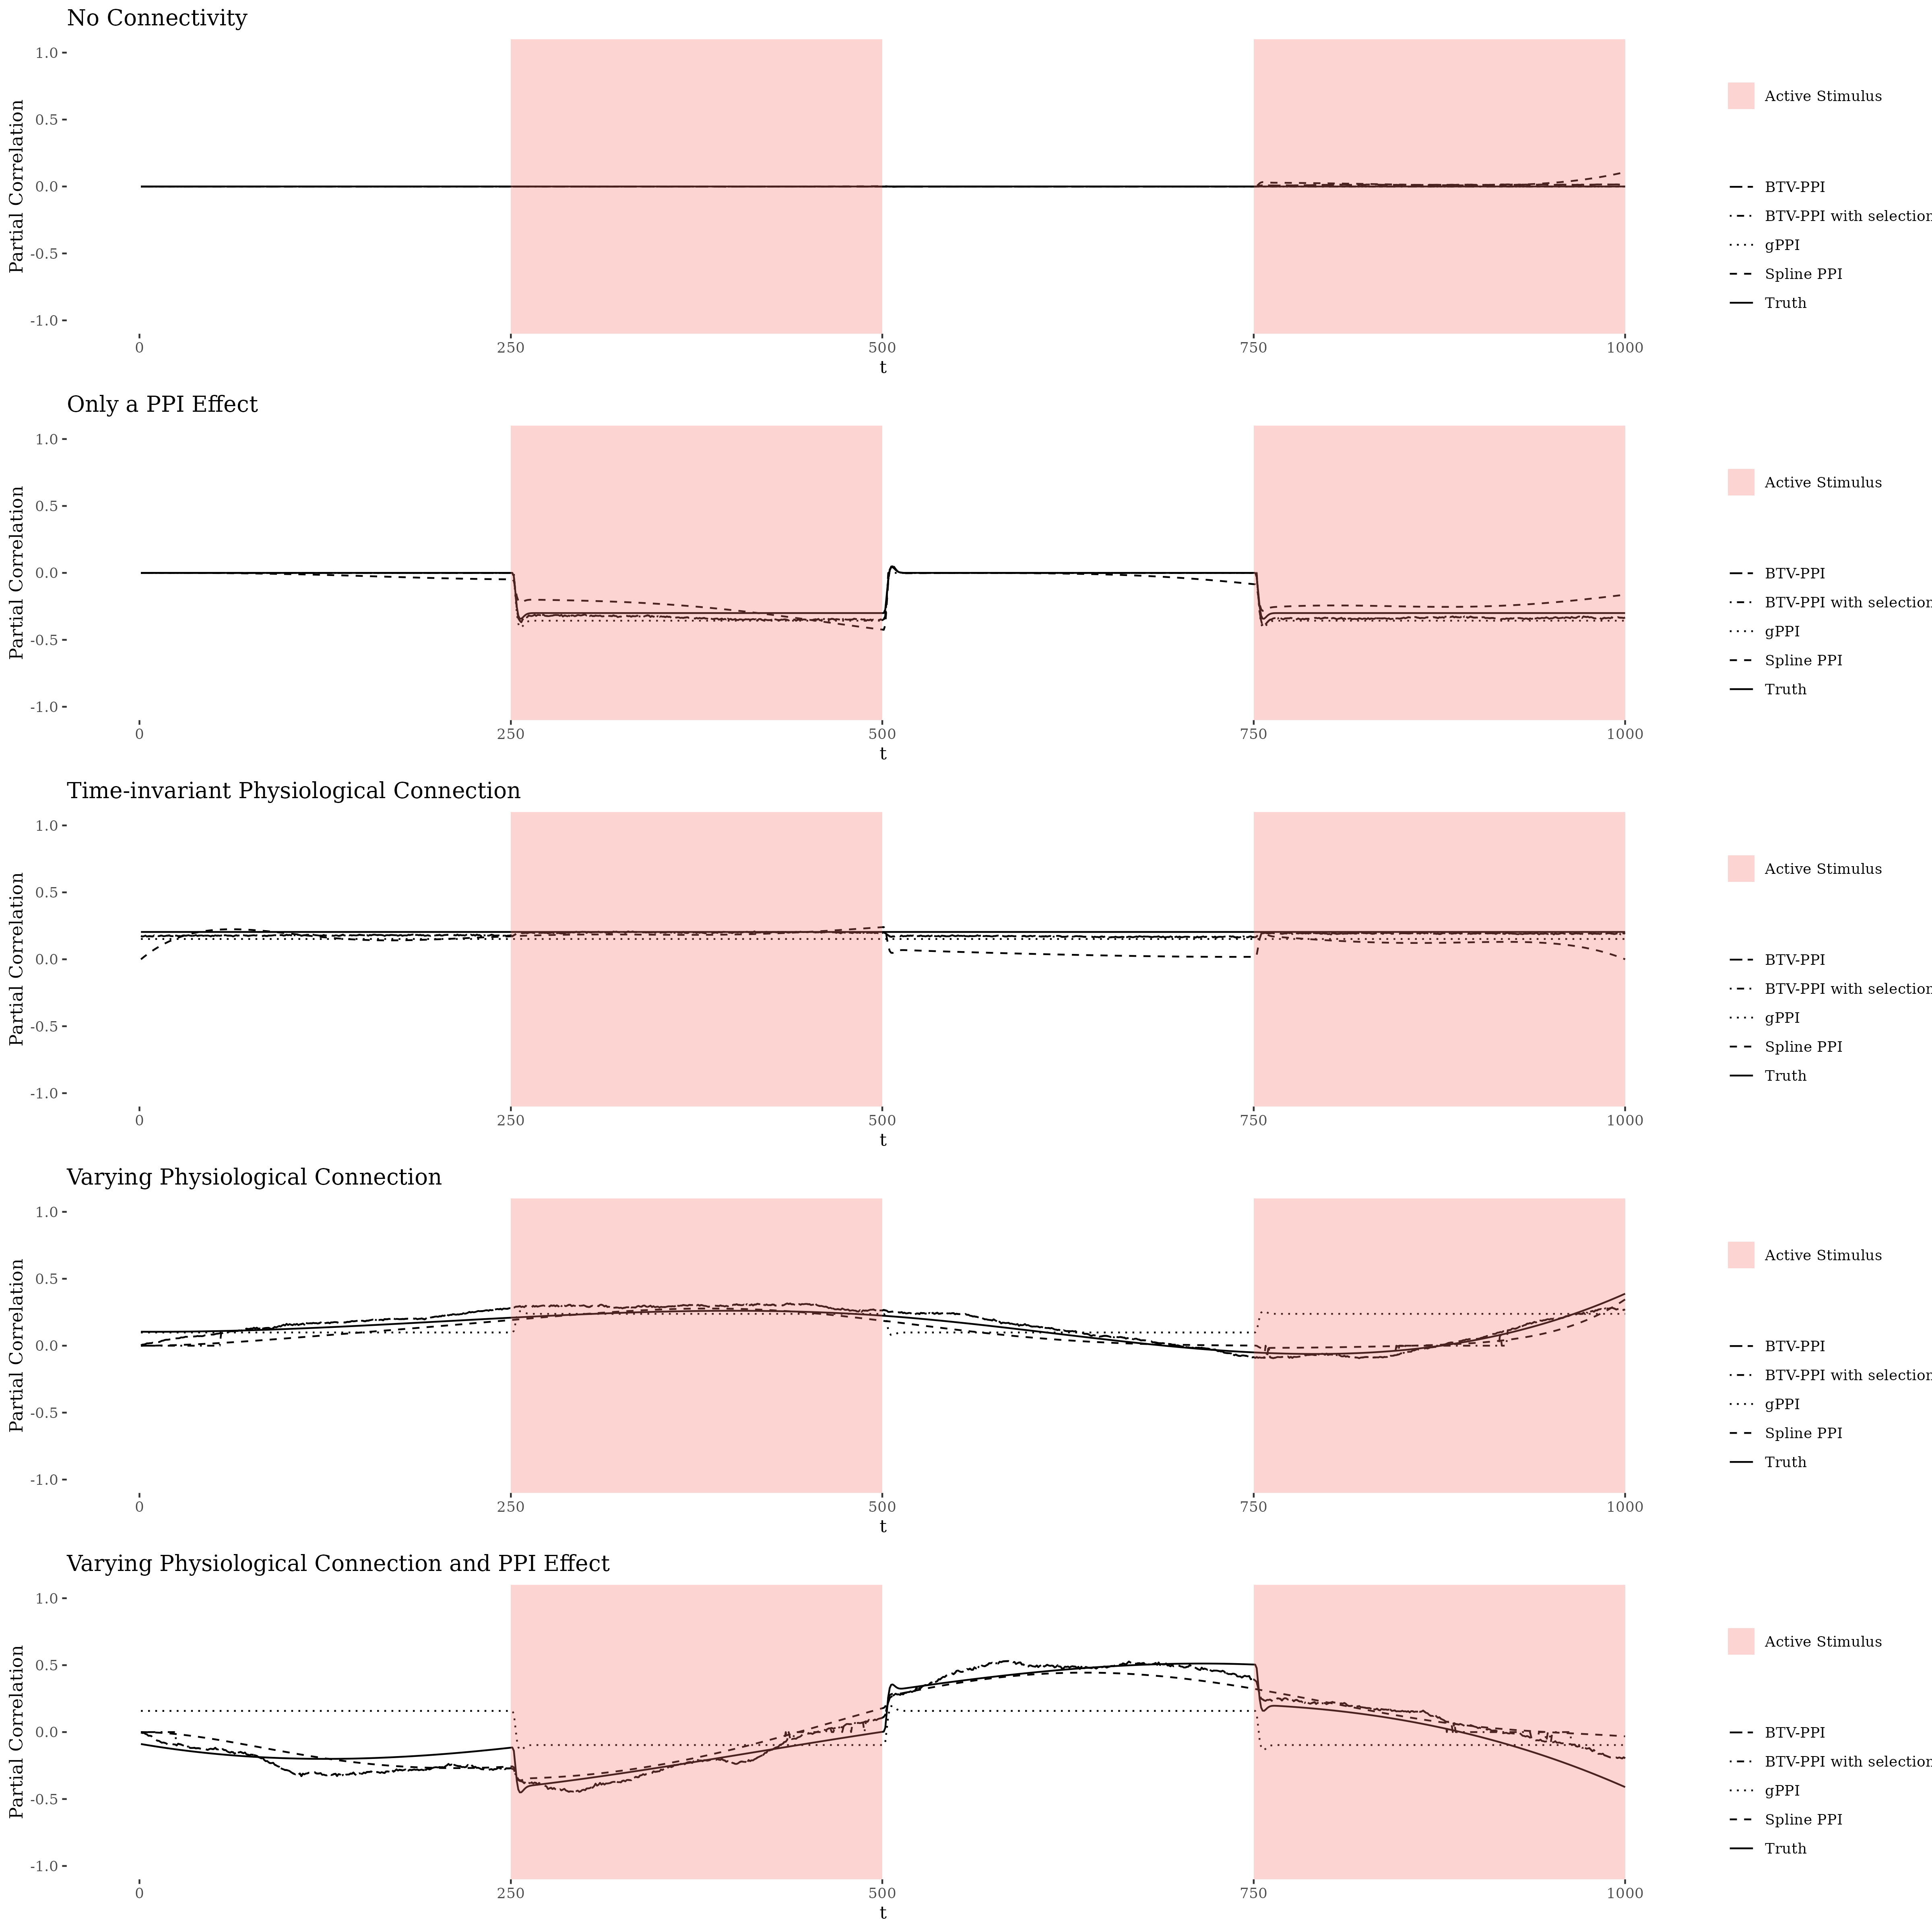 No Connectivity
1.0
0.5
0.0
-0.5
-1.0
Partial Correlation
0 250 500 750 1000
t
Active Stimulus
BTV-PPI
BTV-PPI with selection
gPPI
Spline PPI
Truth
Only a PPI Effect
1.0
0.5
0.0
-0.5
-1.0
Partial Correlation
0 250 500 750 1000
t
Active Stimulus
BTV-PPI
BTV-PPI with selection
gPPI
Spline PPI
Truth
Time-invariant Physiological Connection
1.0
0.5
0.0
-0.5
-1.0
Partial Correlation
0 250 500 750 1000
t
Active Stimulus
BTV-PPI
BTV-PPI with selection
gPPI
Spline PPI
Truth
Varying Physiological Connection
1.0
0.5
0.0
-0.5
-1.0
Partial Correlation
0 250 500 750 1000
t
Active Stimulus
BTV-PPI
BTV-PPI with selection
gPPI
Spline PPI
Truth
Varying Physiological Connection and PPI Effect
1.0
0.5
0.0
-0.5
-1.0
Partial Correlation
0 250 500 750 1000
t
Active Stimulus
BTV-PPI
BTV-PPI with selection
gPPI
Spline PPI
Truth